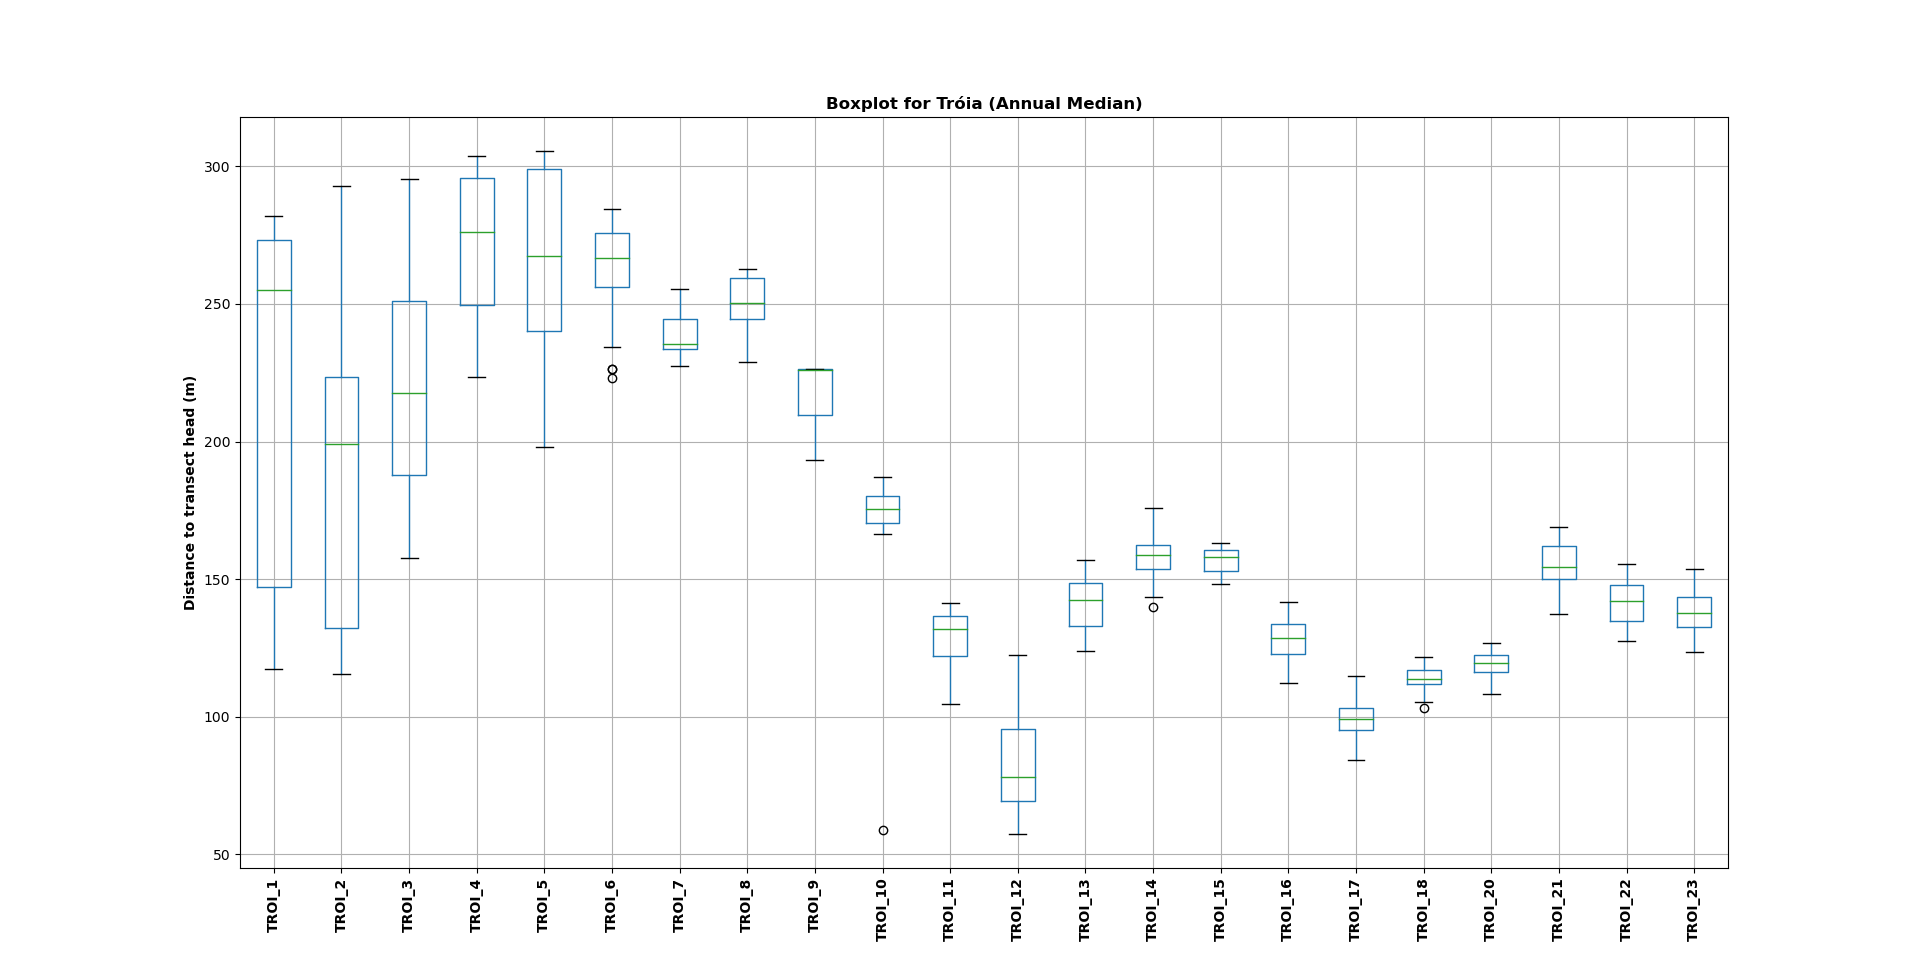 Boxplot for Tróia (Annual Median)
Distance to transect head (m)
300
250
200
150
100
50
TROI_1
TROI_2
TROI_3
TROI_4
TROI_5
TROI_6
TROI_7
TROI_8
TROI_9
TROI_10
TROI_11
TROI_12
TROI_13
TROI_14
TROI_15
TROI_16
TROI_17
TROI_18
TROI_20
TROI_21
TROI_22
TROI_23